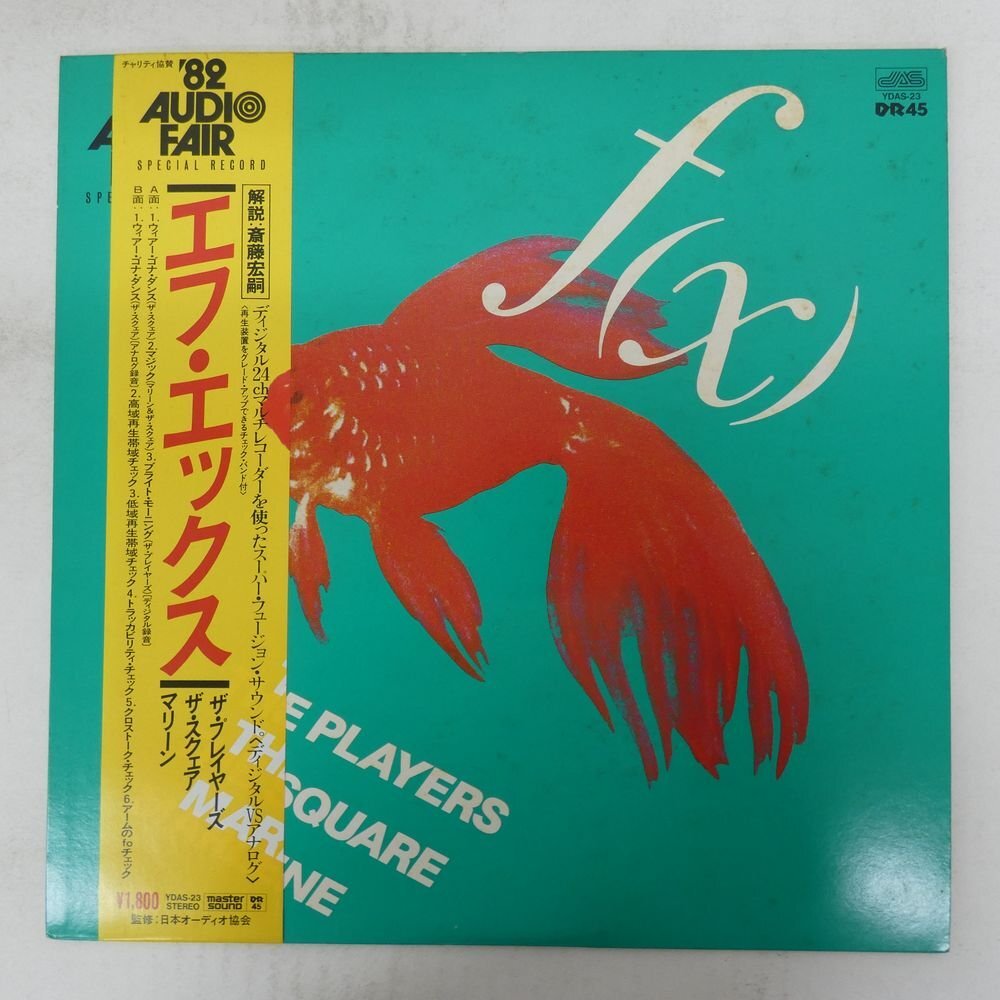 チャリティ協賛
'82
AUDIO
FAIR
SPECIAL RECORD
解説:斎藤宏嗣
ディジタル24chマルチレコーダーを使ったスーパー・フュージョン・サウンド。〈ディジタルVSアナログ〉
〈再生装置をグレード・アップできるチェック・バンド付〉
エフ・エックス
ザ・プレイヤーズ
ザ・スクェア
マリーン
A面:1.ウィアー・ゴナ・ダンス(ザ・スクェア) 2.マジック(マリーン&ザ・スクェア) 3.ブライト・モーニング(ザ・プレイヤーズ)[ディジタル録音]
B面:1.ウィアー・ゴナ・ダンス(ザ・スクェア)[アナログ録音] 2.高域再生帯域チェック 3.低域再生帯域チェック 4.トラッカビリティ・チェック 5.クロストーク・チェック 6.アームのfoチェック
¥1,800
YDAS-23
STEREO
master
sound
DR
45
監修:日本オーディオ協会
A
SPE
f(x)
JAS
YDAS-23
DR45
E PLAYERS
TH SQUARE
MAR NE